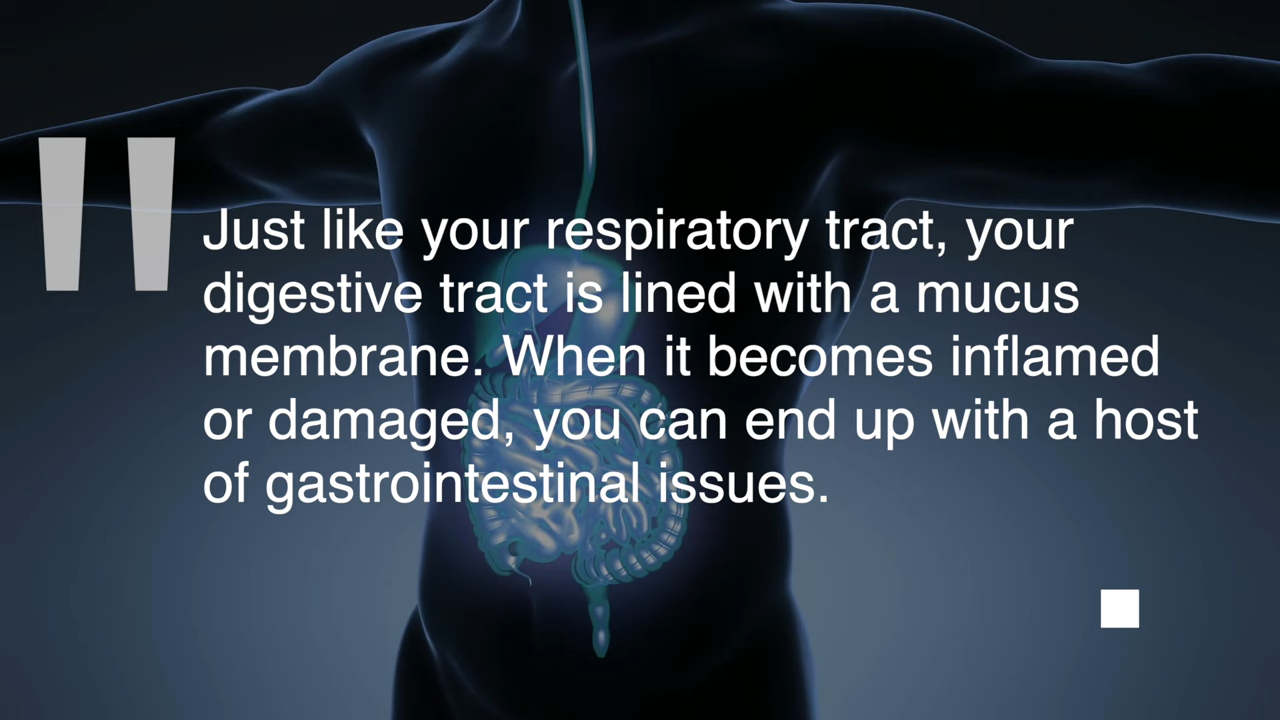 "
Just like your respiratory tract, your
digestive tract is lined with a mucus
membrane. When it becomes inflamed
or damaged, you can end up with a host
of gastrointestinal issues.